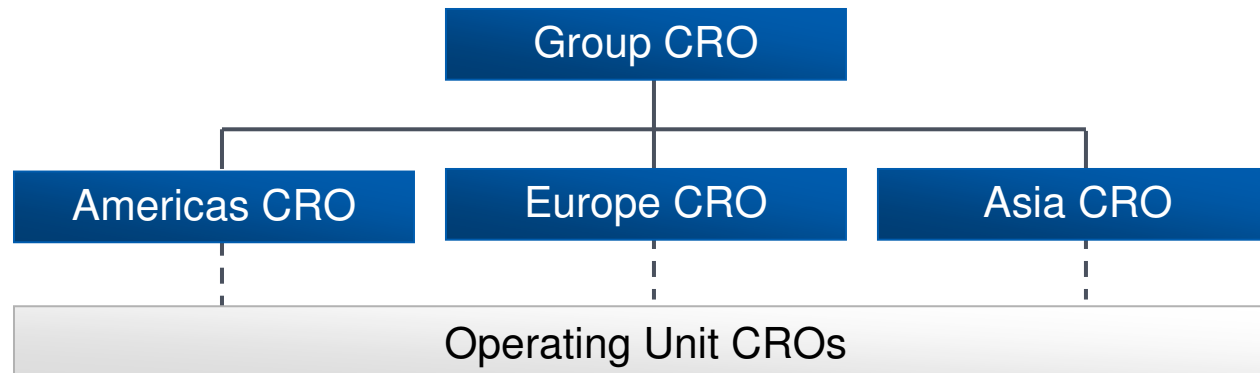 Group CRO
Americas CRO
Europe CRO
Asia CRO
Operating Unit CROs